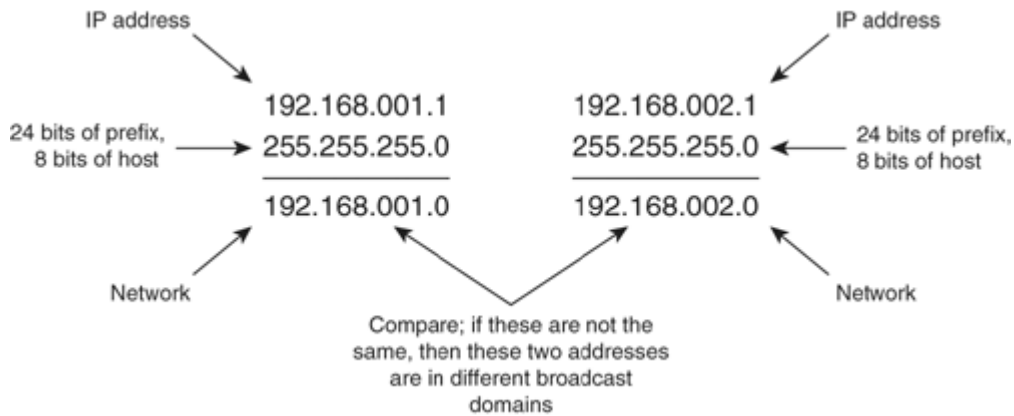 IP address
IP address
192.168.001.1
192.168.002.1
24 bits of prefix,
8 bits of host
255.255.255.0
255.255.255.0
24 bits of prefix,
8 bits of host
192.168.001.0
192.168.002.0
Network
Network
Compare; if these are not the
same, then these two addresses
are in different broadcast
domains